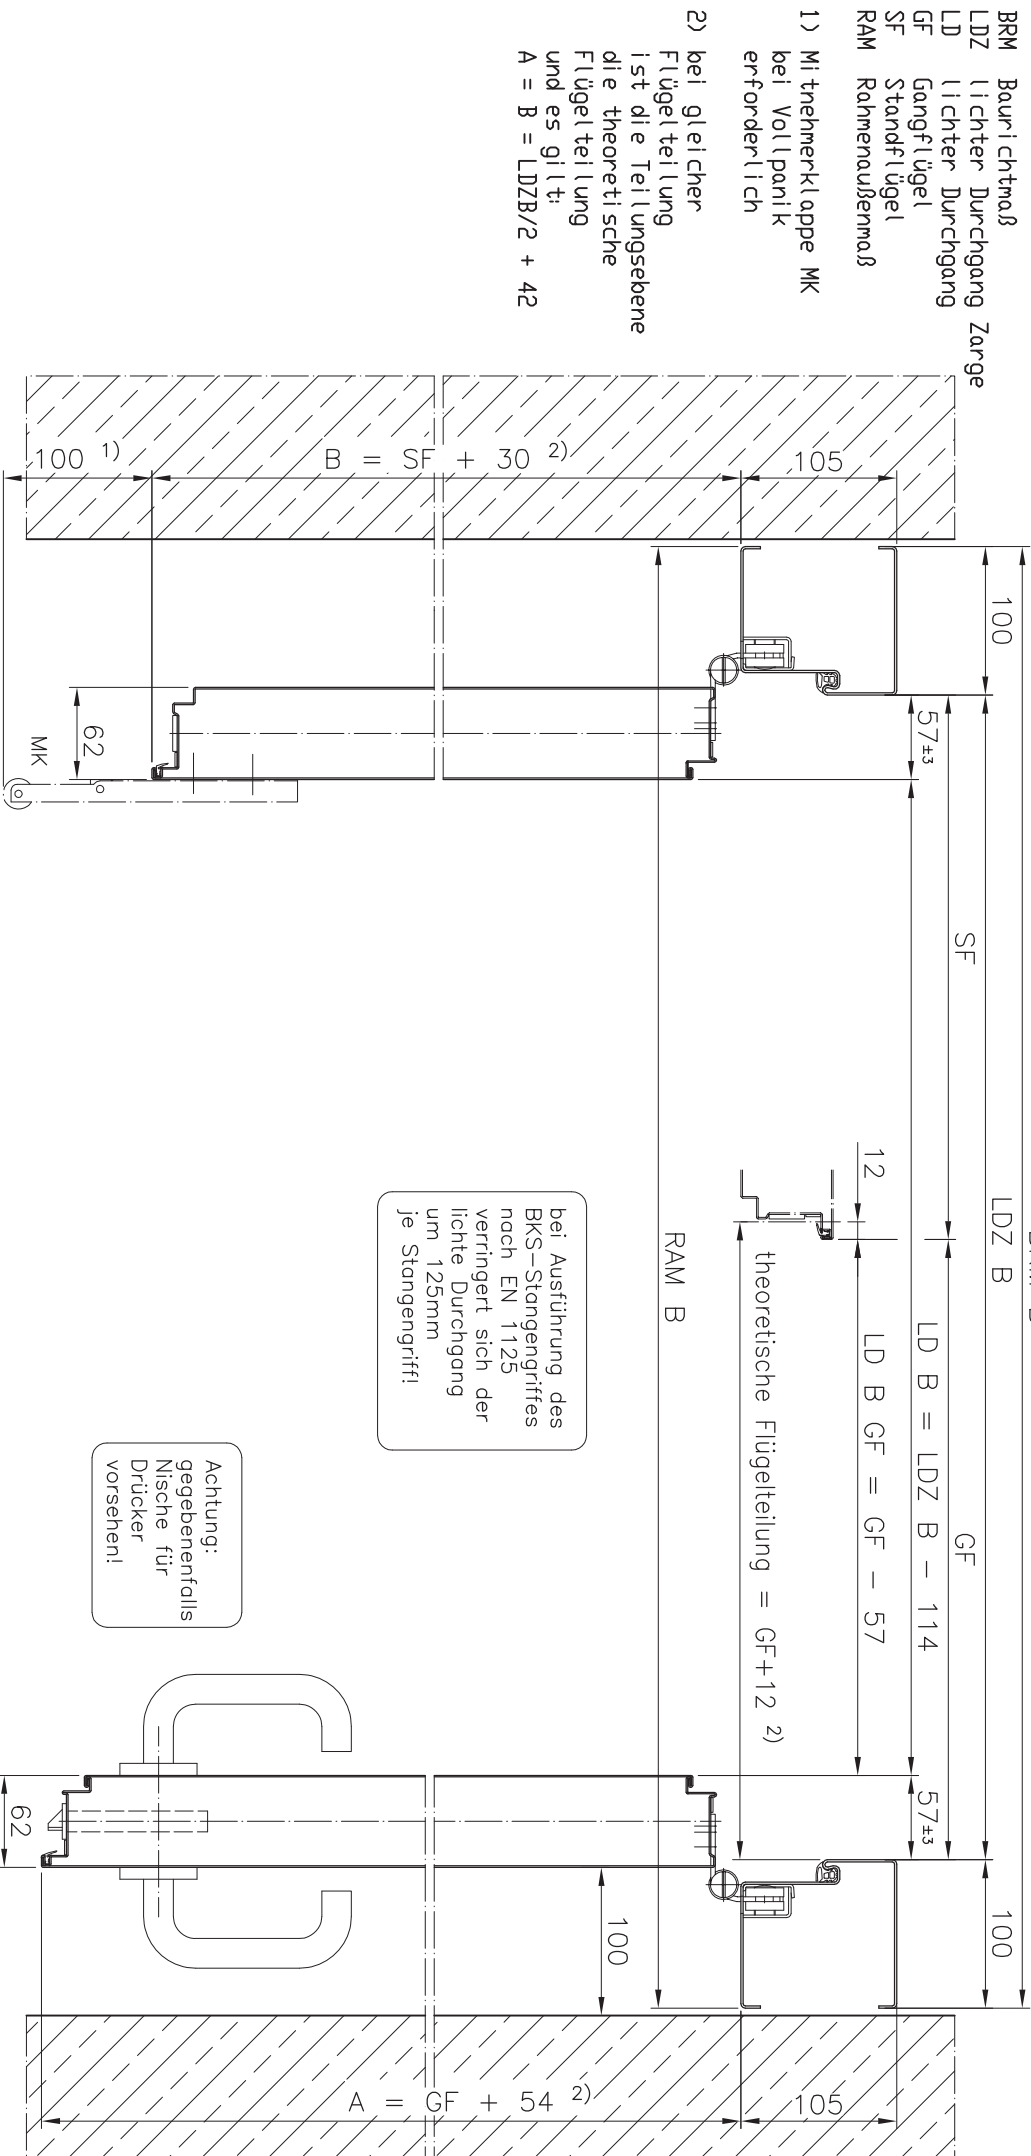 BRM Baurichtmaß
LDZ lichter Durchgang Zarge
LD lichter Durchgang
GF Gangflügel
SF Standflügel
RAM Rahmenaußenmaß
1) Mitnehmerklappe MK
bei Vollpanik
erforderlich
2) bei gleicher
Flügelteilung
ist die Teilungsebene
die theoretische
Flügelteilung
und es gilt:
A = B = LDZB/2 + 42
LDZ B
100
100
SF
GF
57±3
LD B = LDZ B - 114
57±3
12
LD B GF = GF - 57
theoretische Flügelteilung = GF+12 2)
RAM B
105
B = SF + 30 2)
100 1)
62
MK
bei Ausführung des
BKS-Stangengriffes
nach EN 1125
verringert sich der
lichte Durchgang
um 125mm
je Stangengriff!
Achtung:
gegebenenfalls
Nische für
Drücker
vorsehen!
100
62
105
A = GF + 54 2)